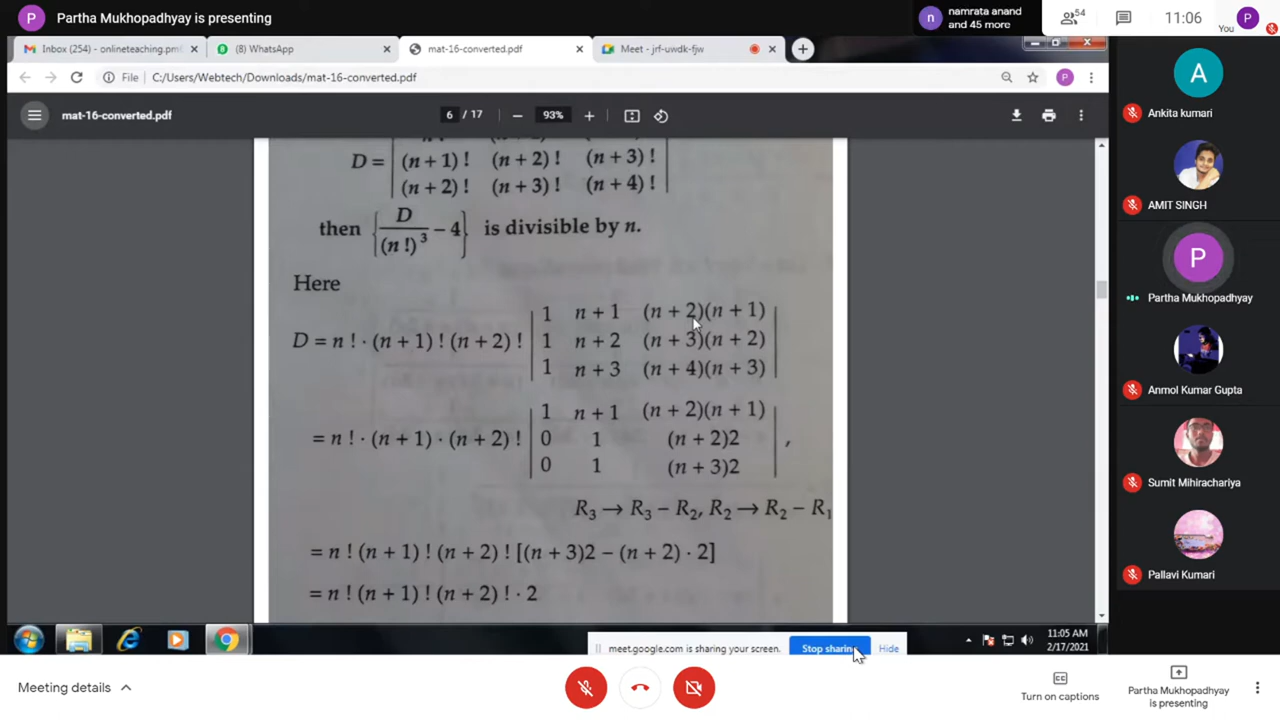 Partha Mukhopadhyay is presenting
namrata anand
and 45 more
54
11:06
You
Inbox (254) - onlineteaching.pml
(8) WhatsApp
mat-16-converted.pdf
Meet - jrf-uwdk-fjw
File
C:/Users/Webtech/Downloads/mat-16-converted.pdf
mat-16-converted.pdf
6 / 17
93%
D = | (n + 1) ! (n + 2) ! (n + 3) ! |
| (n + 2) ! (n + 3) ! (n + 4) ! |
then { D / (n !)³ − 4 } is divisible by n.
Here
| 1 n + 1 (n + 2)(n + 1) |
D = n ! · (n + 1) ! (n + 2) ! | 1 n + 2 (n + 3)(n + 2) |
| 1 n + 3 (n + 4)(n + 3) |
| 1 n + 1 (n + 2)(n + 1) |
= n ! · (n + 1) · (n + 2) ! | 0 1 (n + 2)2 | ,
| 0 1 (n + 3)2 |
R₃ → R₃ − R₂, R₂ → R₂ − R₁
= n ! (n + 1) ! (n + 2) ! [(n + 3)2 − (n + 2) · 2]
= n ! (n + 1) ! (n + 2) ! · 2
meet.google.com is sharing your screen.
Stop sharing
Hide
11:05 AM
2/17/2021
A
Ankita kumari
AMIT SINGH
P
Partha Mukhopadhyay
Anmol Kumar Gupta
Sumit Mihirachariya
Pallavi Kumari
Meeting details
Turn on captions
Partha Mukhopadhyay
is presenting